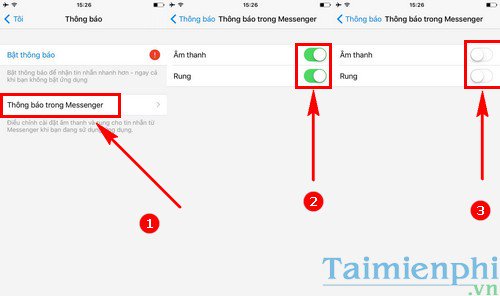 15:26
Tôi
Thông báo
Bật thông báo
!
Bật thông báo để nhận tin nhắn nhanh hơn - ngay cả
khi bạn không bật ứng dụng
Thông báo trong Messenger
Điều chỉnh cài đặt âm thanh và rung cho tin nhắn từ
Messenger khi bạn đang sử dụng ứng dụng.
1
15:26
Thông báo Thông báo trong Messenger
Âm thanh
Rung
2
15:26
Thông báo Thông báo trong Messenger
Âm thanh
Rung
3
Taimienphi
.vn